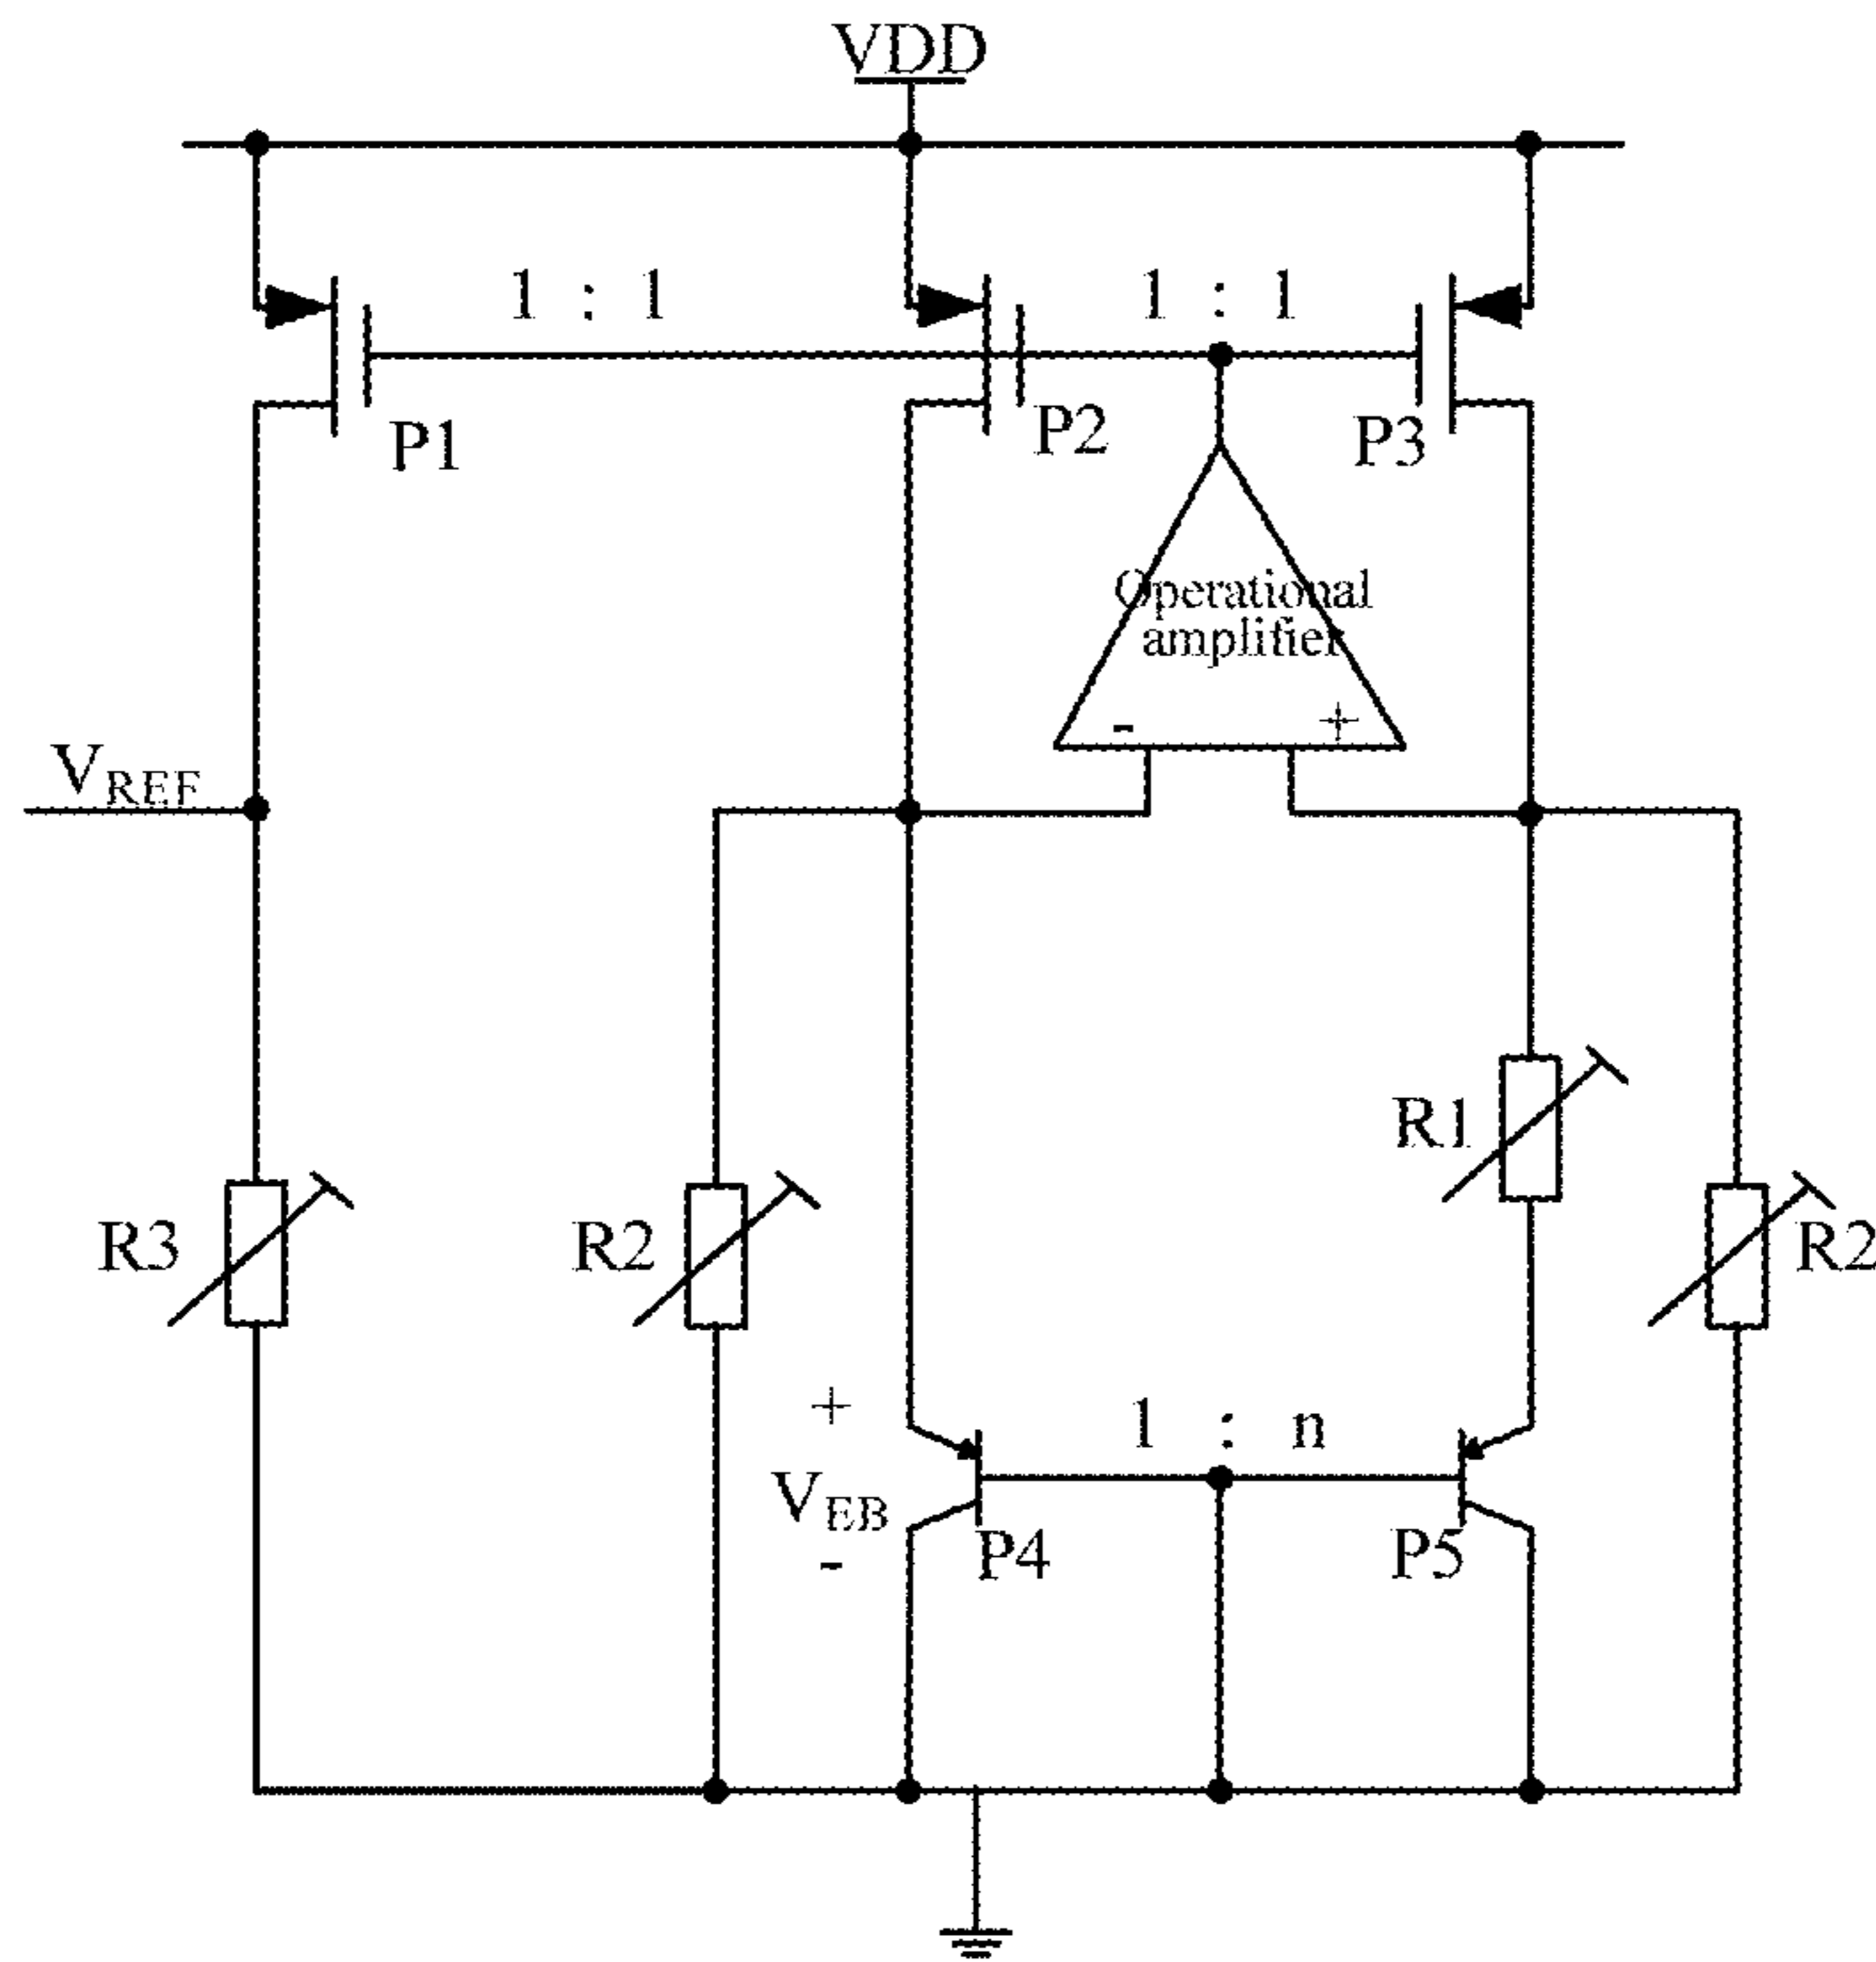 VDD
1 : 1
1 : 1
P1
P2
P3
Operational
amplifier
- +
VREF
R1
R3
R2
R2
+
1 : n
VEB
-
P4
P5